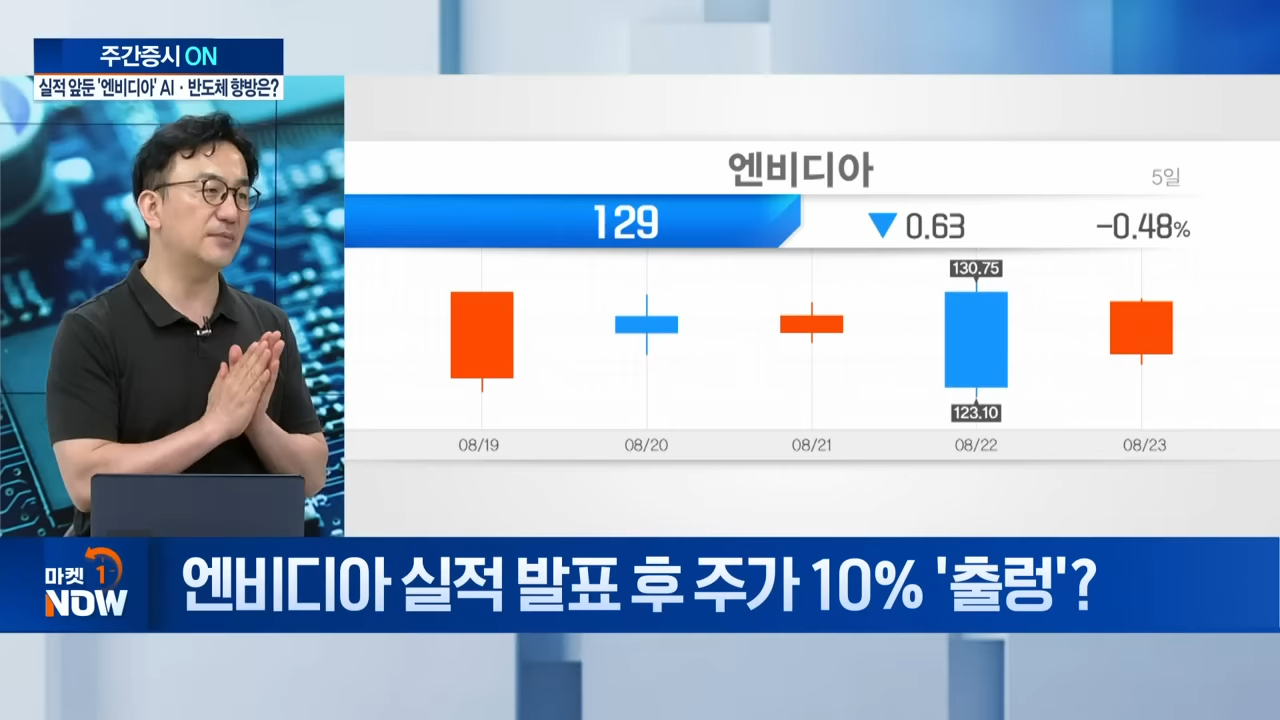 주간증시 ON
실적 앞둔 '엔비디아' AI · 반도체 향방은?
엔비디아
5일
129
▼ 0.63
-0.48%
130.75
123.10
08/19
08/20
08/21
08/22
08/23
마켓 1
NOW
엔비디아 실적 발표 후 주가 10% '출렁'?